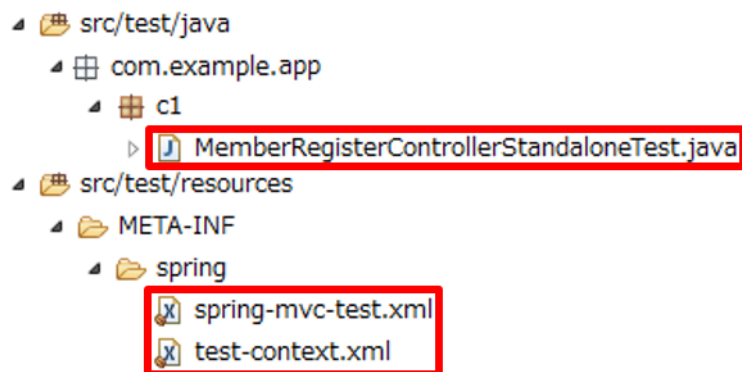 src/test/java
com.example.app
c1
MemberRegisterControllerStandaloneTest.java
src/test/resources
META-INF
spring
spring-mvc-test.xml
test-context.xml